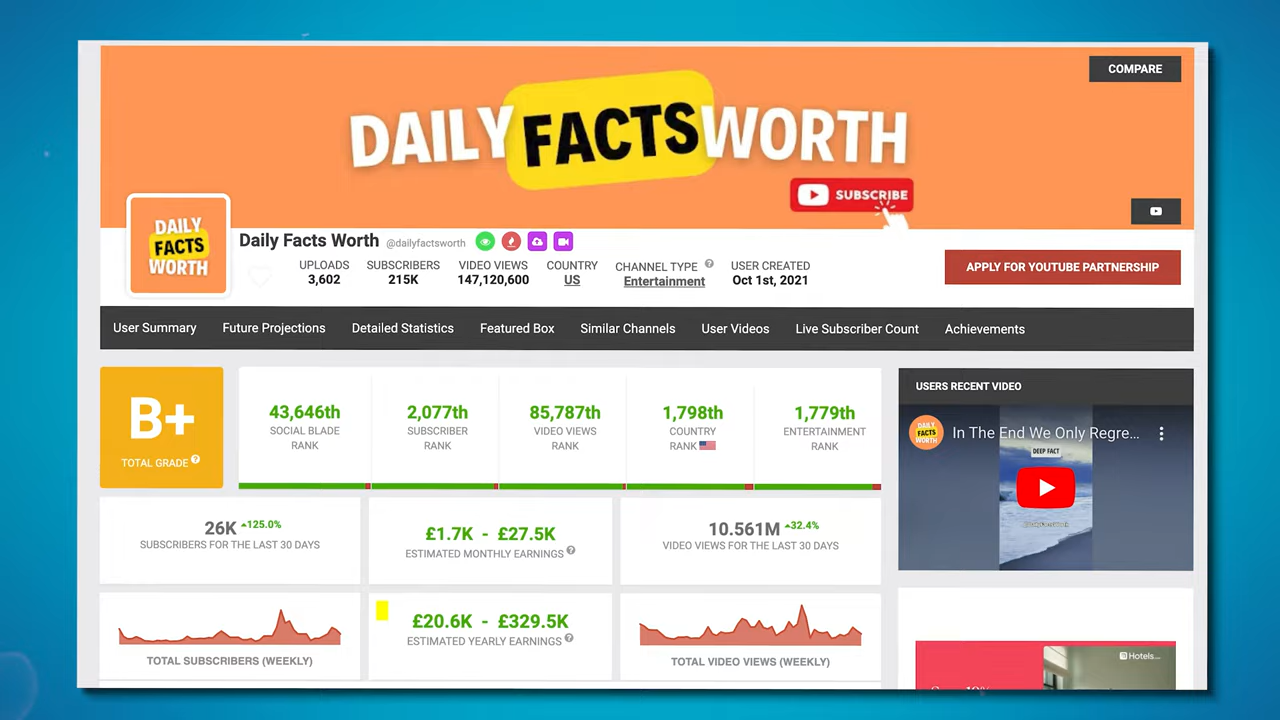 COMPARE
DAILY FACTS WORTH
SUBSCRIBE
DAILY
FACTS
WORTH
Daily Facts Worth @dailyfactsworth
UPLOADS SUBSCRIBERS VIDEO VIEWS COUNTRY CHANNEL TYPE ? USER CREATED
3,602 215K 147,120,600 US Entertainment Oct 1st, 2021
APPLY FOR YOUTUBE PARTNERSHIP
User Summary Future Projections Detailed Statistics Featured Box Similar Channels User Videos Live Subscriber Count Achievements
B+
TOTAL GRADE ?
43,646th
SOCIAL BLADE
RANK
2,077th
SUBSCRIBER
RANK
85,787th
VIDEO VIEWS
RANK
1,798th
COUNTRY
RANK
1,779th
ENTERTAINMENT
RANK
USERS RECENT VIDEO
DAILY
FACTS
WORTH
In The End We Only Regre...
DEEP FACT
26K 125.0%
SUBSCRIBERS FOR THE LAST 30 DAYS
£1.7K - £27.5K
ESTIMATED MONTHLY EARNINGS ?
10.561M 32.4%
VIDEO VIEWS FOR THE LAST 30 DAYS
TOTAL SUBSCRIBERS (WEEKLY)
£20.6K - £329.5K
ESTIMATED YEARLY EARNINGS ?
TOTAL VIDEO VIEWS (WEEKLY)
Hotels...